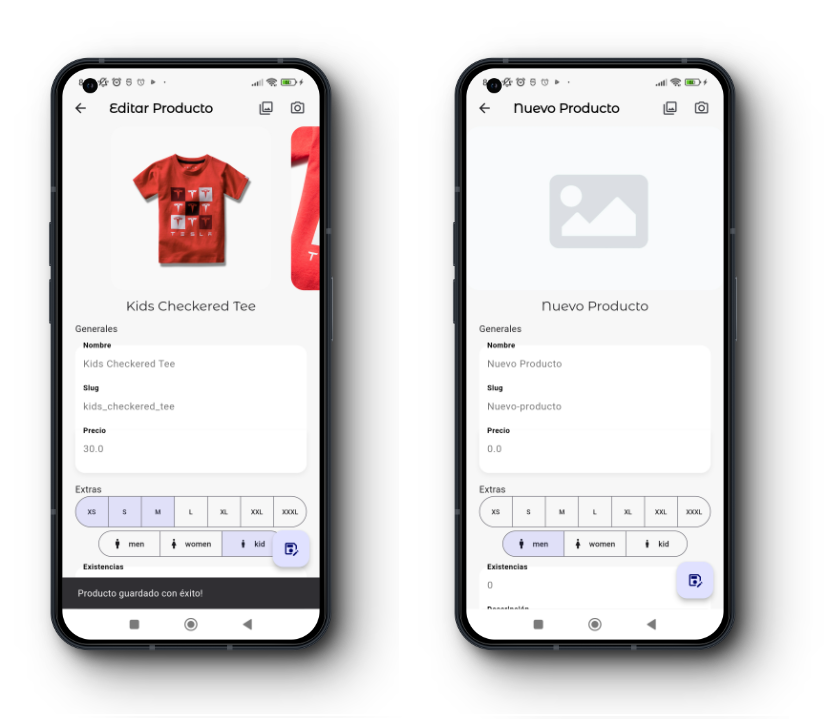 Editar Producto
TESLA
Kids Checkered Tee
Generales
Nombre
Kids Checkered Tee
Slug
kids_checkered_tee
Precio
30.0
Extras
XS S M L XL XXL XXXL
men women kid
Existencias
Producto guardado con éxito!
Nuevo Producto
Nuevo Producto
Generales
Nombre
Nuevo Producto
Slug
Nuevo-producto
Precio
0.0
Extras
XS S M L XL XXL XXXL
men women kid
Existencias
0
Descripción